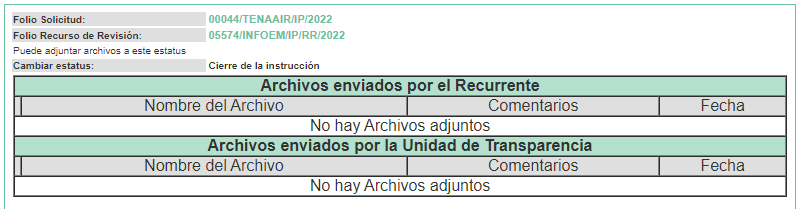 Folio Solicitud: 00044/TENAAIR/IP/2022
Folio Recurso de Revisión: 05574/INFOEM/IP/RR/2022
Puede adjuntar archivos a este estatus
Cambiar estatus: Cierre de la instrucción
Archivos enviados por el Recurrente
Nombre del Archivo Comentarios Fecha
No hay Archivos adjuntos
Archivos enviados por la Unidad de Transparencia
Nombre del Archivo Comentarios Fecha
No hay Archivos adjuntos